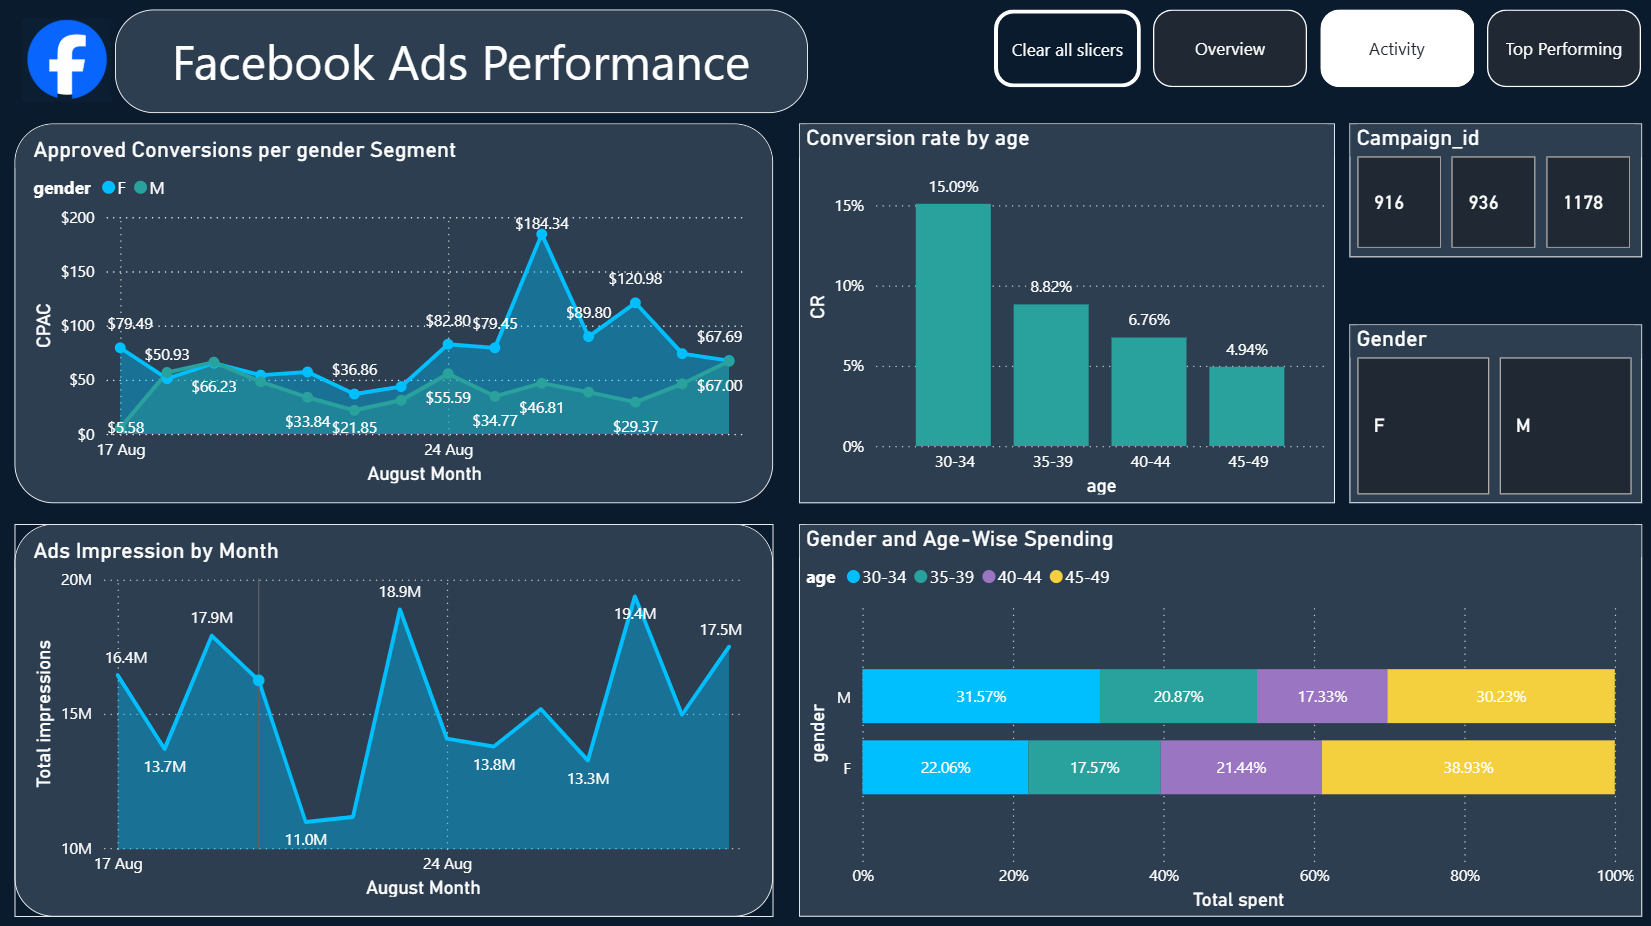 Facebook Ads Performance
Clear all slicers
Overview
Activity
Top Performing
Approved Conversions per gender Segment
gender F M
$200
$150
$100
$50
$0
CPAC
$79.49
$50.93
$66.23
$5.58
$33.84
$36.86
$21.85
$82.80
$55.59
$79.45
$34.77
$184.34
$46.81
$89.80
$120.98
$29.37
$67.69
$67.00
17 Aug
24 Aug
August Month
Conversion rate by age
15%
10%
5%
0%
CR
15.09%
8.82%
6.76%
4.94%
30-34
35-39
40-44
45-49
age
Campaign_id
916
936
1178
Gender
F
M
Ads Impression by Month
20M
15M
10M
Total impressions
16.4M
13.7M
17.9M
11.0M
18.9M
13.8M
13.3M
19.4M
17.5M
17 Aug
24 Aug
August Month
Gender and Age-Wise Spending
age 30-34 35-39 40-44 45-49
gender
M
31.57%
20.87%
17.33%
30.23%
F
22.06%
17.57%
21.44%
38.93%
0%
20%
40%
60%
80%
100%
Total spent